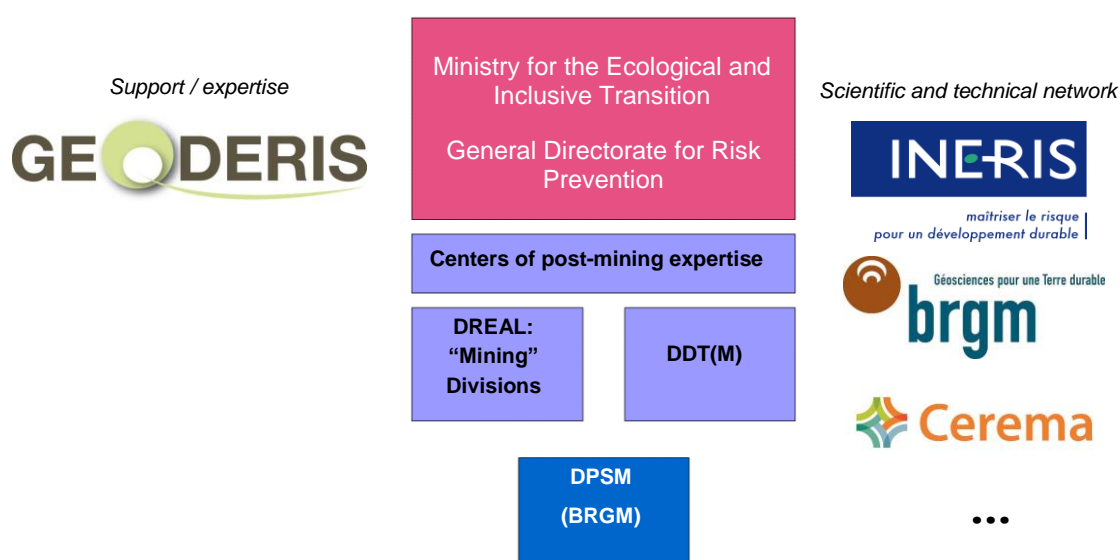 Support / expertise
GEODERIS
Ministry for the Ecological and
Inclusive Transition
General Directorate for Risk
Prevention
Centers of post-mining expertise
DREAL:
“Mining”
Divisions
DDT(M)
DPSM
(BRGM)
Scientific and technical network
INERIS
maîtriser le risque
pour un développement durable
Géosciences pour une Terre durable
brgm
Cerema
...